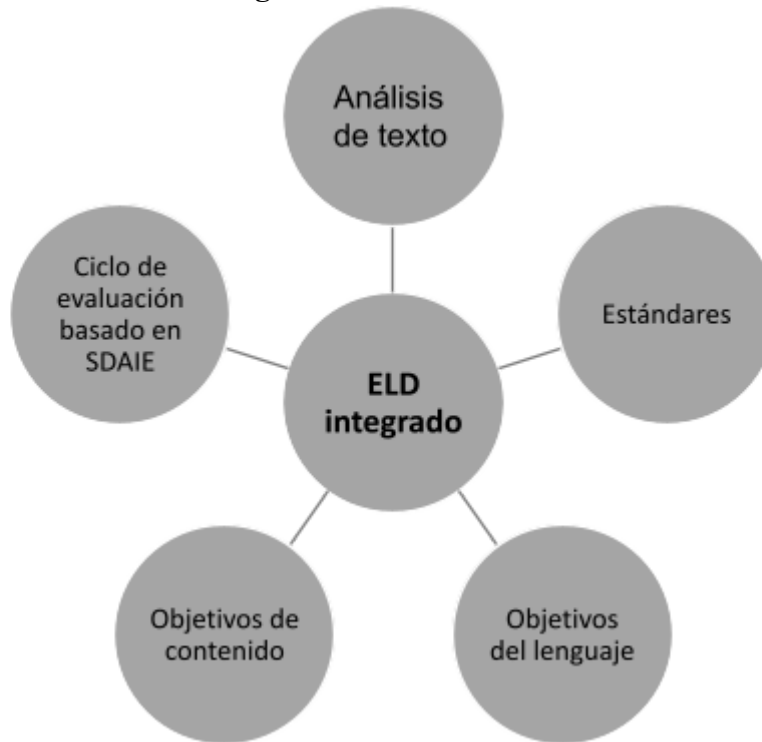 Análisis
de texto
Ciclo de
evaluación
basado en
SDAIE
Estándares
ELD
integrado
Objetivos de
contenido
Objetivos
del lenguaje